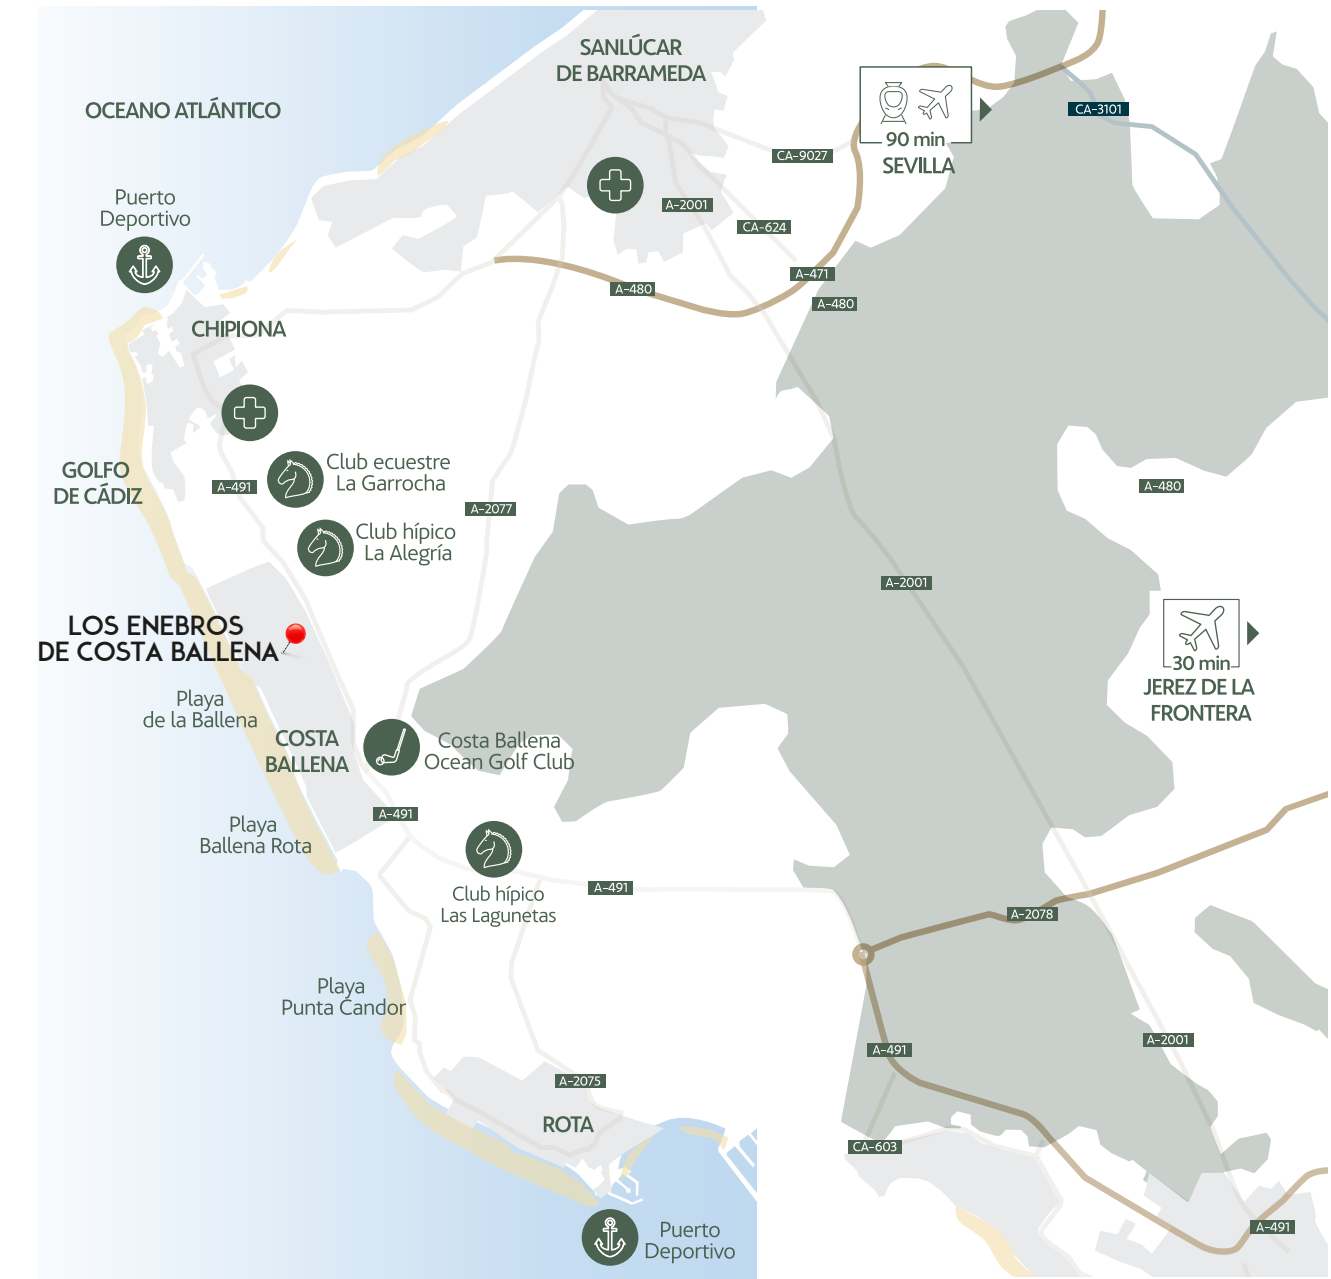 SANLÚCAR
DE BARRAMEDA
OCEANO ATLÁNTICO
CA-3101
90 min
SEVILLA
CA-9027
Puerto
Deportivo
A-2001
CA-624
A-471
A-480
A-480
CHIPIONA
Club ecuestre
La Garrocha
GOLFO
DE CÁDIZ
A-491
A-480
A-2077
Club hípico
La Alegría
A-2001
LOS ENEBROS
DE COSTA BALLENA
30 min
JEREZ DE LA
FRONTERA
Playa
de la Ballena
COSTA
BALLENA
Costa Ballena
Ocean Golf Club
A-491
Playa
Ballena Rota
Club hípico
Las Lagunetas
A-491
A-2078
Playa
Punta Candor
A-491
A-2001
A-2075
ROTA
CA-603
A-491
Puerto
Deportivo